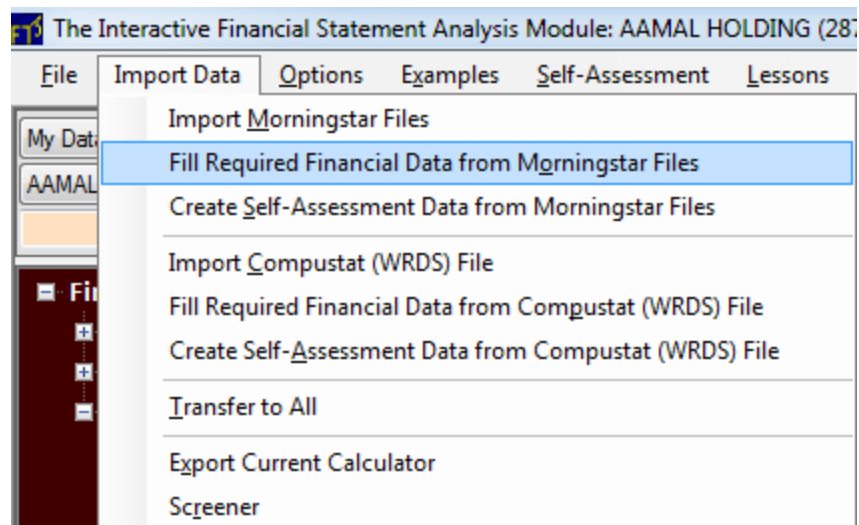 The Interactive Financial Statement Analysis Module: AAMAL HOLDING (287
File Import Data Options Examples Self-Assessment Lessons
My Data
AAMAL
Import Morningstar Files
Fill Required Financial Data from Morningstar Files
Create Self-Assessment Data from Morningstar Files
Import Compustat (WRDS) File
Fill Required Financial Data from Compustat (WRDS) File
Create Self-Assessment Data from Compustat (WRDS) File
Transfer to All
Export Current Calculator
Screener